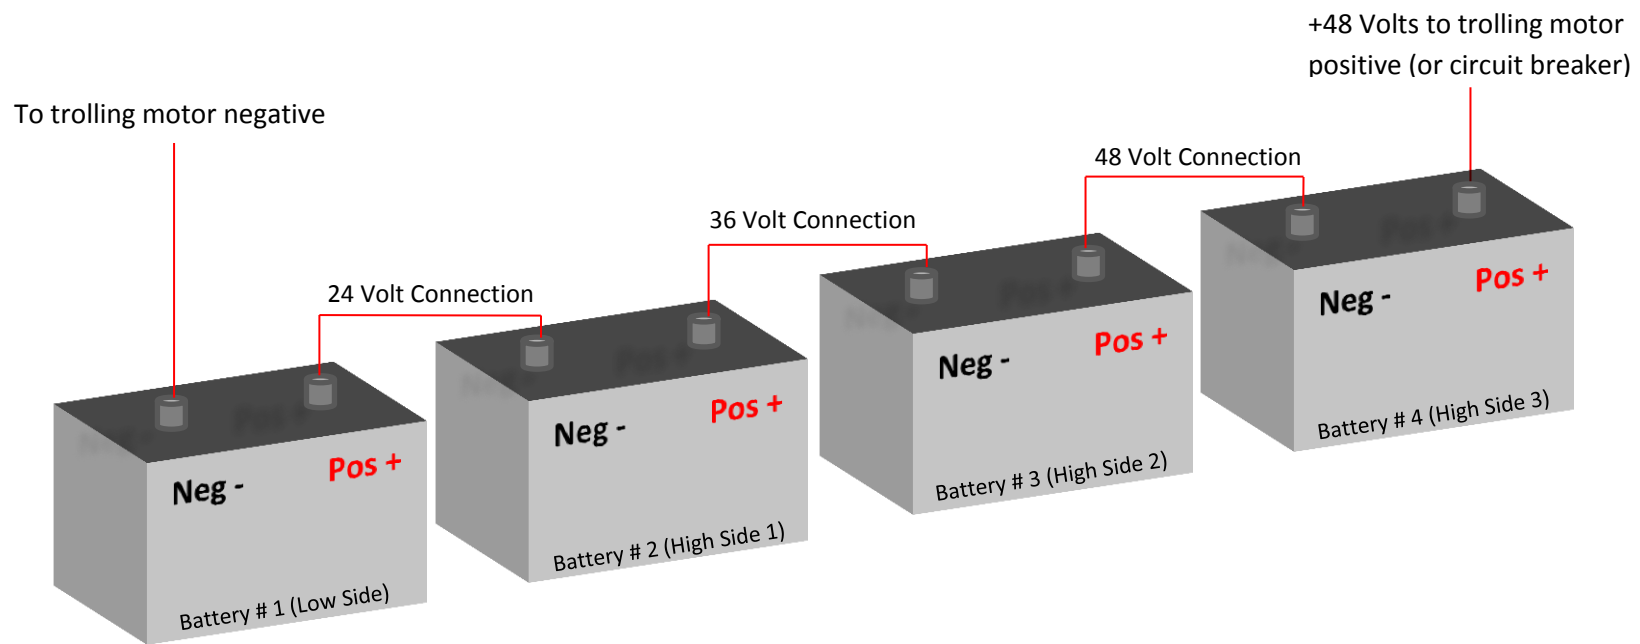 +48 Volts to trolling motor
positive (or circuit breaker)
To trolling motor negative
48 Volt Connection
36 Volt Connection
24 Volt Connection
Neg -
Pos +
Battery # 1 (Low Side)
Neg -
Pos +
Battery # 2 (High Side 1)
Neg -
Pos +
Battery # 3 (High Side 2)
Neg -
Pos +
Battery # 4 (High Side 3)